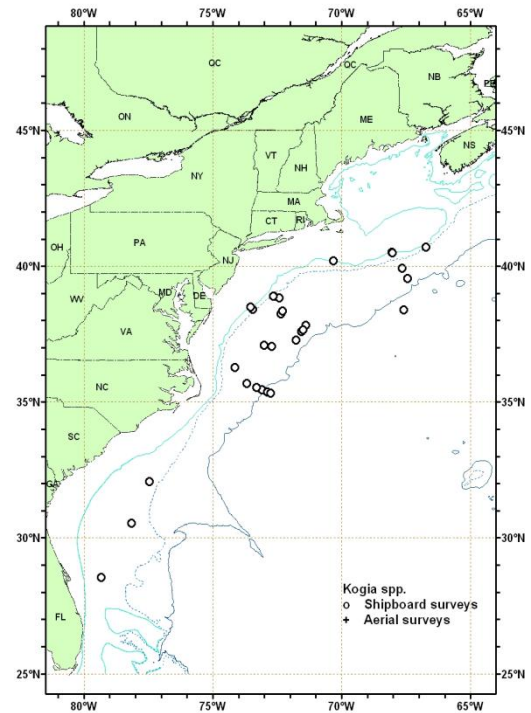 80°W 75°W 70°W 65°W
QC QC NB PE
ON ME
45°N 45°N
VT NS
NH
NY
MA
CT RI
PA
OH
40°N NJ 40°N
MD DE
WV
VA
NC
35°N 35°N
SC
GA
30°N 30°N
Kogia spp.
Shipboard surveys
FL + Aerial surveys
25°N 25°N
80°W 75°W 70°W 65°W